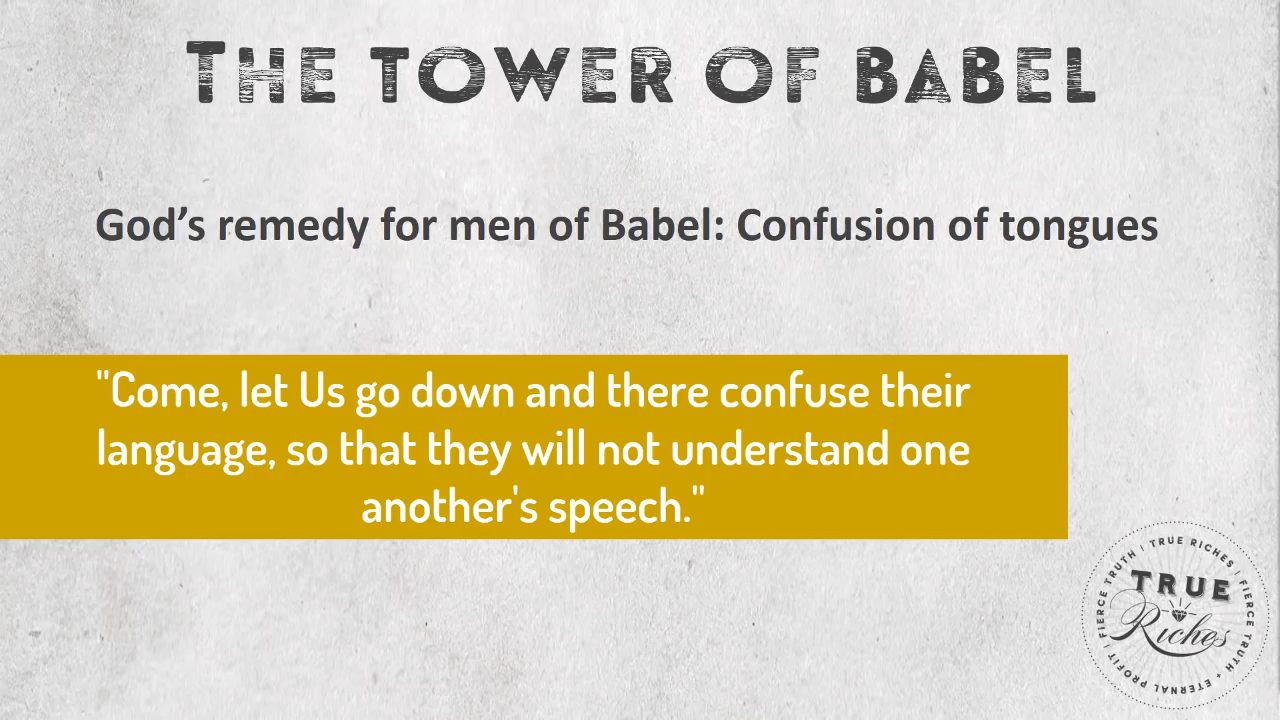 THE TOWER OF BABEL
God’s remedy for men of Babel: Confusion of tongues
"Come, let Us go down and there confuse their
language, so that they will not understand one
another's speech."
TRUE RICHES | FIERCE TRUTH + ETERNAL PROFIT | FIERCE TRUTH |
TRUE
Riches